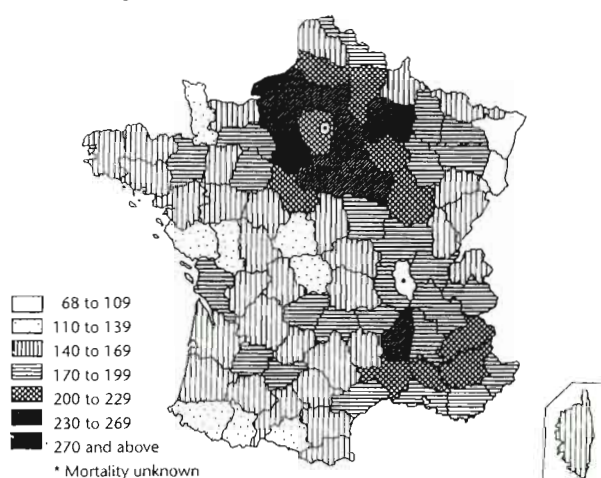 68 to 109
110 to 139
140 to 169
170 to 199
200 to 229
230 to 269
270 and above
* Mortality unknown